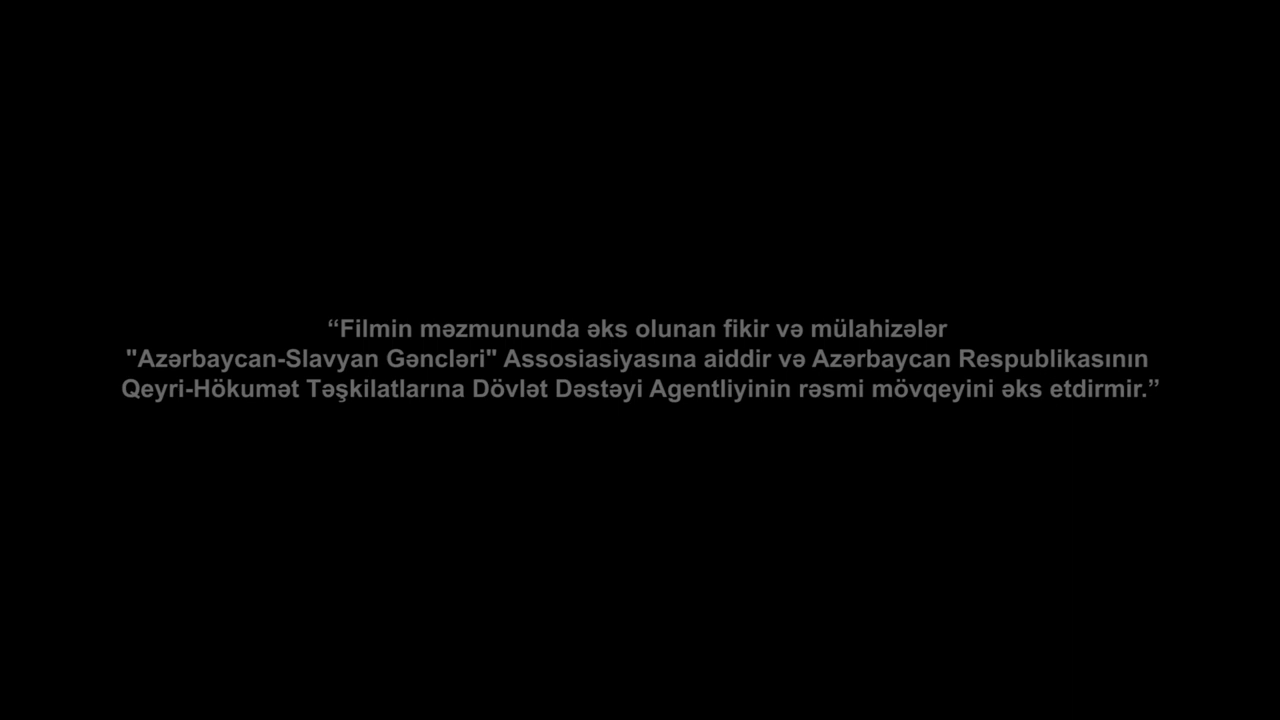 “Filmin məzmununda əks olunan fikir və mülahizələr
"Azərbaycan-Slavyan Gəncləri" Assosiasiyasına aiddir və Azərbaycan Respublikasının
Qeyri-Hökumət Təşkilatlarına Dövlət Dəstəyi Agentliyinin rəsmi mövqeyini əks etdirmir.”